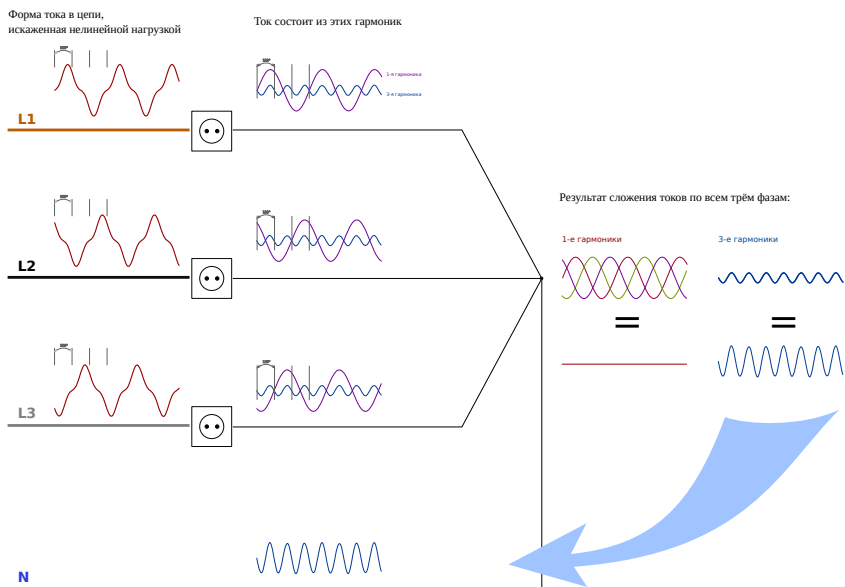 Форма тока в цепи,
искаженная нелинейной нагрузкой
Ток состоит из этих гармоник
1-я гармоника
3-я гармоника
L1
L2
Результат сложения токов по всем трём фазам:
1-е гармоники
3-е гармоники
L3
N